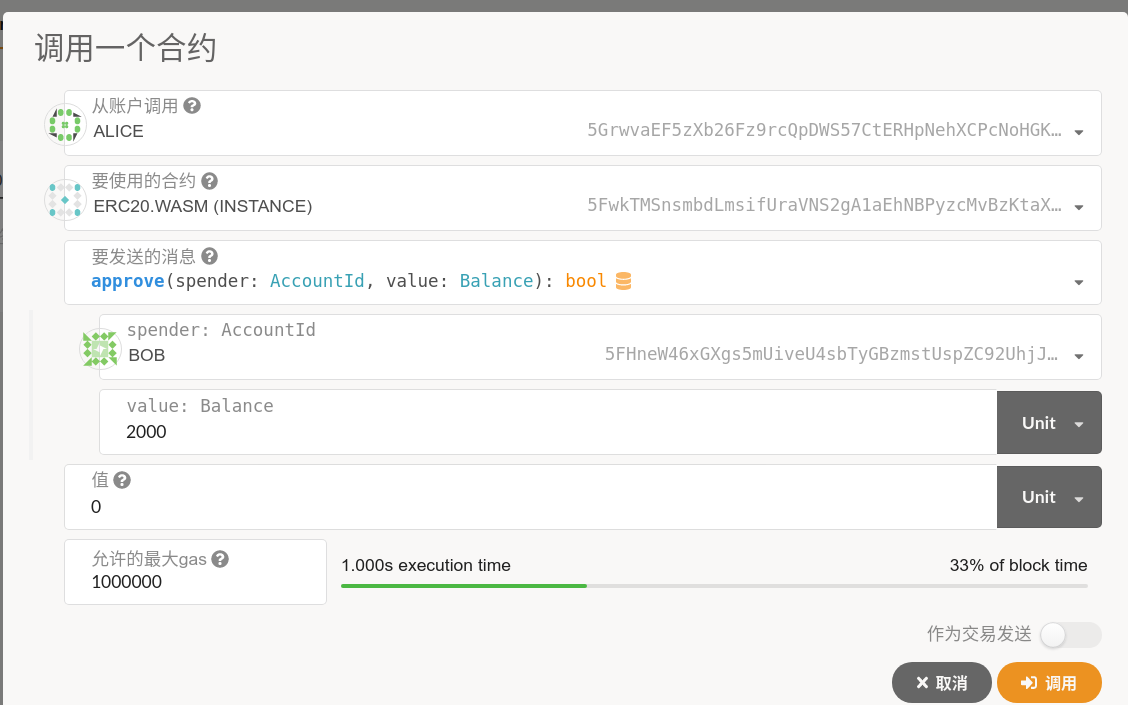 调用一个合约
从账户调用
ALICE
5GrwvaEF5zXb26Fz9rcQpDWS57CtERHpNehXCPcNoHGK…
要使用的合约
ERC20.WASM (INSTANCE)
5FwkTMSnsmbdLmsifUraVNS2gA1aEhNBPyzcMvBzKtaX…
要发送的消息
approve(spender: AccountId, value: Balance): bool
spender: AccountId
BOB
5FHneW46xGXgs5mUiveU4sbTyGBzmstUspZC92UhjJ…
value: Balance
2000
Unit
值
0
Unit
允许的最大gas
1000000
1.000s execution time
33% of block time
作为交易发送
取消
调用